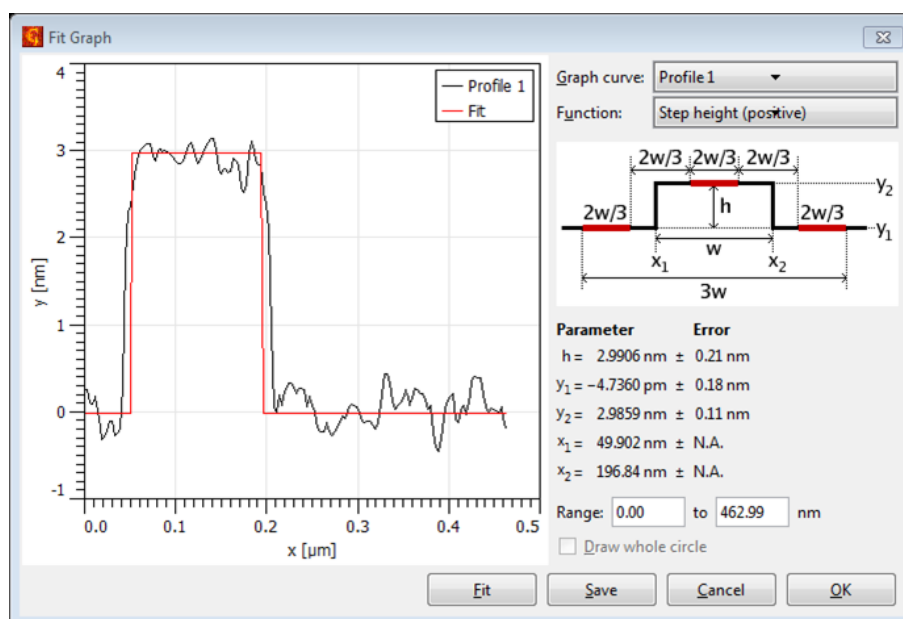 Fit Graph
4
3
2
1
0
-1
y [nm]
0.0 0.1 0.2 0.3 0.4 0.5
x [µm]
Profile 1
Fit
Graph curve: Profile 1
Function: Step height (positive)
2w/3 2w/3 2w/3
y2
h
2w/3 2w/3
y1
w
x1 x2
3w
Parameter Error
h = 2.9906 nm ± 0.21 nm
y1 = −4.7360 pm ± 0.18 nm
y2 = 2.9859 nm ± 0.11 nm
x1 = 49.902 nm ± N.A.
x2 = 196.84 nm ± N.A.
Range: 0.00 to 462.99 nm
Draw whole circle
Fit Save Cancel OK